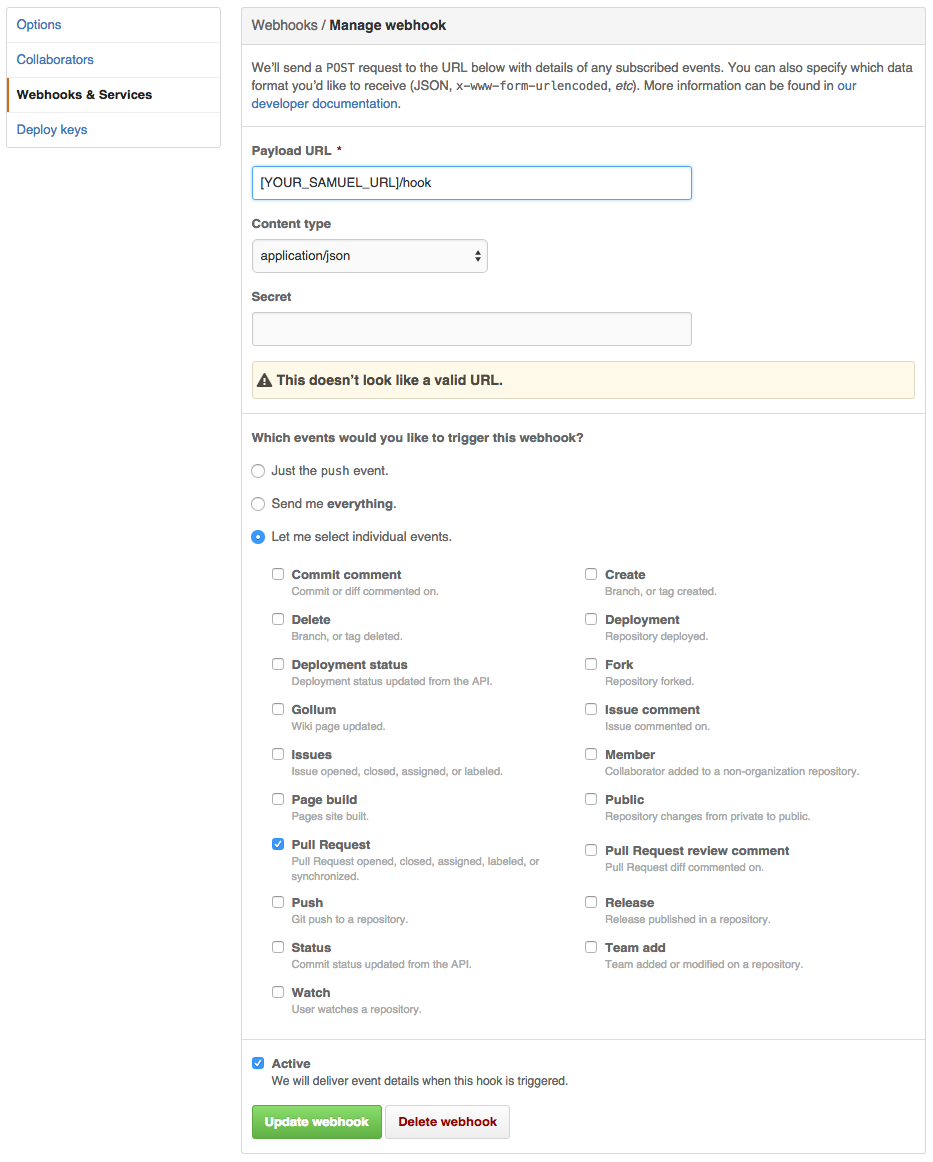 Options
Collaborators
Webhooks & Services
Deploy keys
Webhooks / Manage webhook
We’ll send a POST request to the URL below with details of any subscribed events. You can also specify which data
format you’d like to receive (JSON, x-www-form-urlencoded, etc). More information can be found in our
developer documentation.
Payload URL *
[YOUR_SAMUEL_URL]/hook
Content type
application/json
Secret
This doesn’t look like a valid URL.
Which events would you like to trigger this webhook?
Just the push event.
Send me everything.
Let me select individual events.
Commit comment
Commit or diff commented on.
Create
Branch, or tag created.
Delete
Branch, or tag deleted.
Deployment
Repository deployed.
Deployment status
Deployment status updated from the API.
Fork
Repository forked.
Gollum
Wiki page updated.
Issue comment
Issue commented on.
Issues
Issue opened, closed, assigned, or labeled.
Member
Collaborator added to a non-organization repository.
Page build
Pages site built.
Public
Repository changes from private to public.
Pull Request
Pull Request opened, closed, assigned, labeled, or
synchronized.
Pull Request review comment
Pull Request diff commented on.
Push
Git push to a repository.
Release
Release published in a repository.
Status
Commit status updated from the API.
Team add
Team added or modified on a repository.
Watch
User watches a repository.
Active
We will deliver event details when this hook is triggered.
Update webhook
Delete webhook